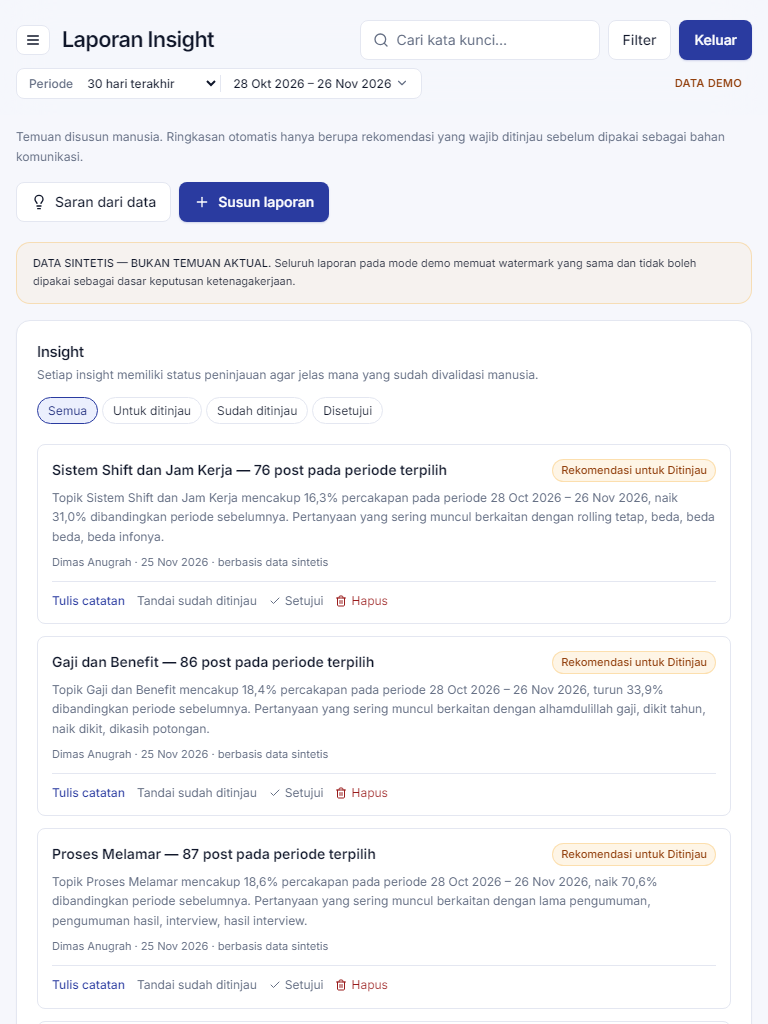 Laporan Insight
Cari kata kunci...
Filter
Keluar
Periode 30 hari terakhir 28 Okt 2026 – 26 Nov 2026
DATA DEMO
Temuan disusun manusia. Ringkasan otomatis hanya berupa rekomendasi yang wajib ditinjau sebelum dipakai sebagai bahan
komunikasi.
Saran dari data
Susun laporan
DATA SINTETIS — BUKAN TEMUAN AKTUAL. Seluruh laporan pada mode demo memuat watermark yang sama dan tidak boleh
dipakai sebagai dasar keputusan ketenagakerjaan.
Insight
Setiap insight memiliki status peninjauan agar jelas mana yang sudah divalidasi manusia.
Semua Untuk ditinjau Sudah ditinjau Disetujui
Sistem Shift dan Jam Kerja — 76 post pada periode terpilih
Rekomendasi untuk Ditinjau
Topik Sistem Shift dan Jam Kerja mencakup 16,3% percakapan pada periode 28 Oct 2026 – 26 Nov 2026, naik
31,0% dibandingkan periode sebelumnya. Pertanyaan yang sering muncul berkaitan dengan rolling tetap, beda, beda
beda, beda infonya.
Dimas Anugrah · 25 Nov 2026 · berbasis data sintetis
Tulis catatan Tandai sudah ditinjau Setujui Hapus
Gaji dan Benefit — 86 post pada periode terpilih
Rekomendasi untuk Ditinjau
Topik Gaji dan Benefit mencakup 18,4% percakapan pada periode 28 Oct 2026 – 26 Nov 2026, turun 33,9%
dibandingkan periode sebelumnya. Pertanyaan yang sering muncul berkaitan dengan alhamdulillah gaji, dikit tahun,
naik dikit, dikasih potongan.
Dimas Anugrah · 25 Nov 2026 · berbasis data sintetis
Tulis catatan Tandai sudah ditinjau Setujui Hapus
Proses Melamar — 87 post pada periode terpilih
Rekomendasi untuk Ditinjau
Topik Proses Melamar mencakup 18,6% percakapan pada periode 28 Oct 2026 – 26 Nov 2026, naik 70,6%
dibandingkan periode sebelumnya. Pertanyaan yang sering muncul berkaitan dengan lama pengumuman,
pengumuman hasil, interview, hasil interview.
Dimas Anugrah · 25 Nov 2026 · berbasis data sintetis
Tulis catatan Tandai sudah ditinjau Setujui Hapus